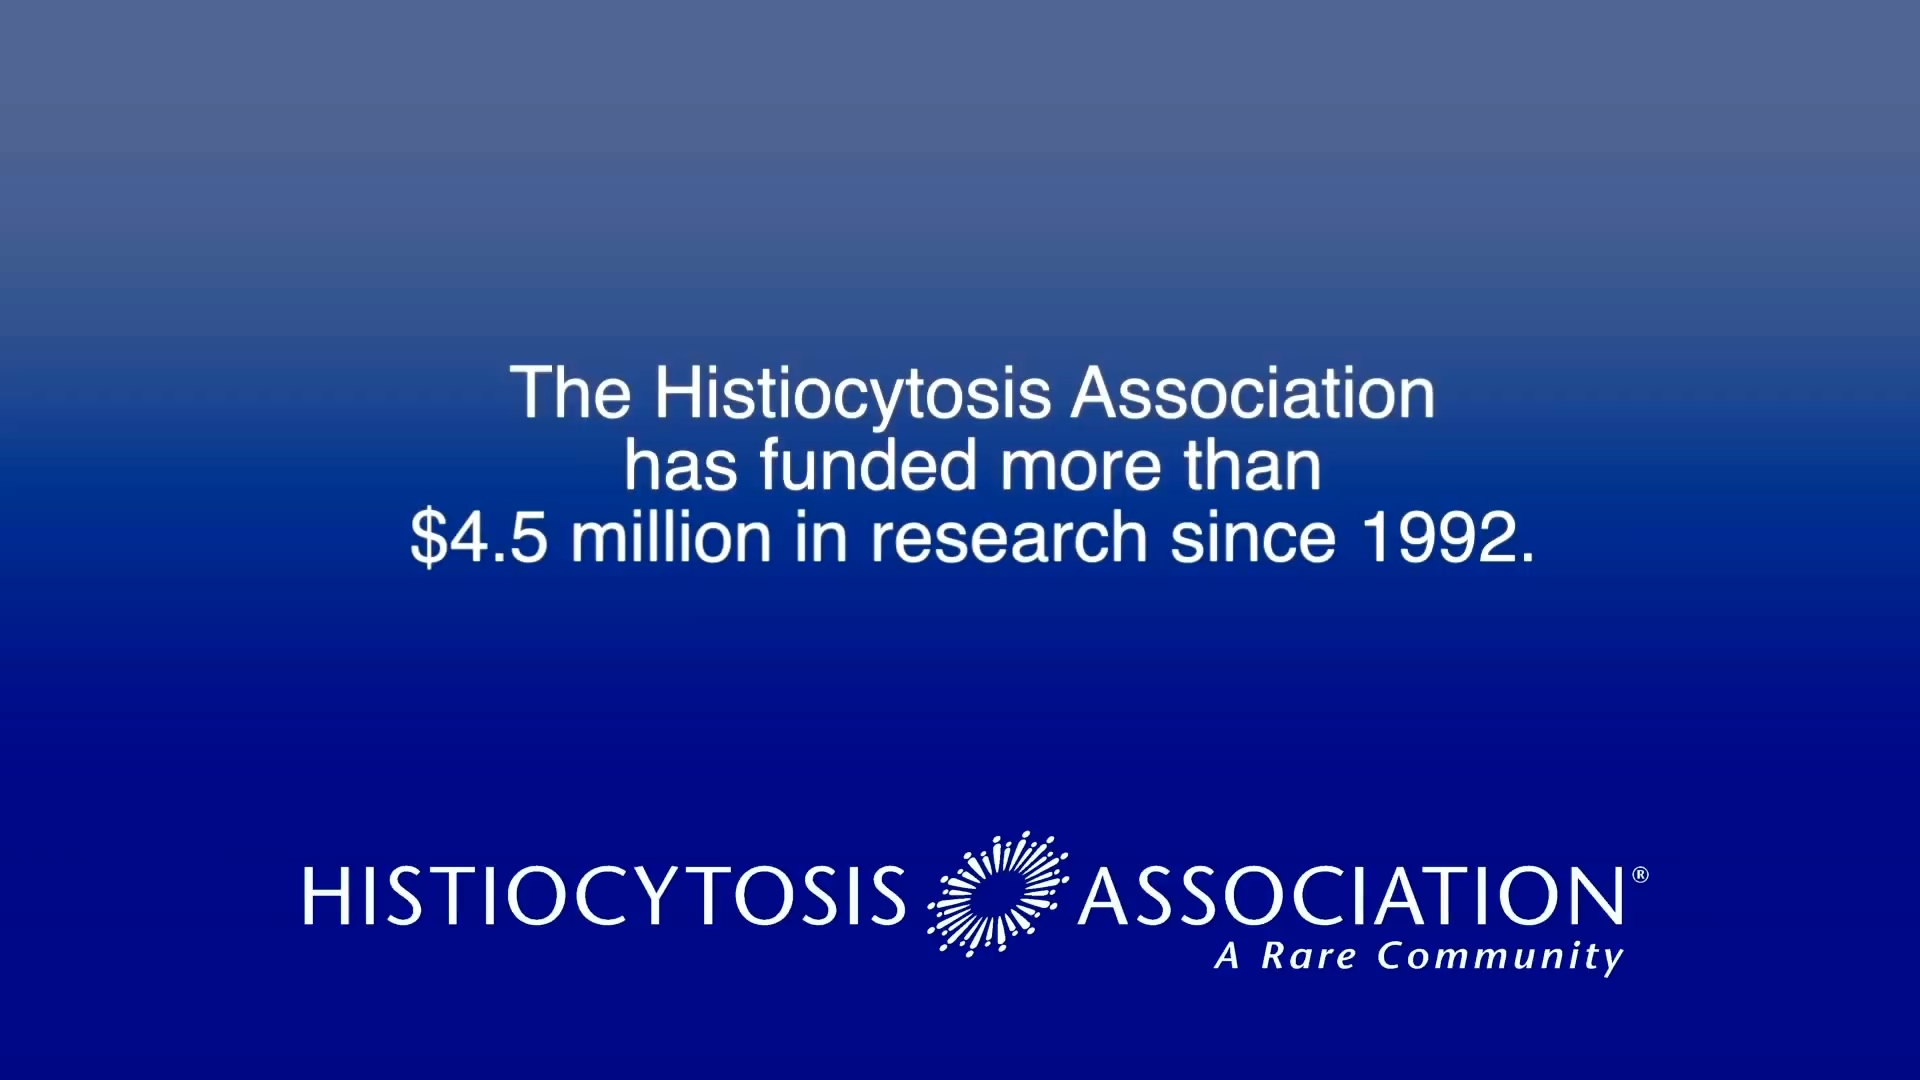 The Histiocytosis Association
has funded more than
$4.5 million in research since 1992.
HISTIOCYTOSIS ASSOCIATION®
A Rare Community